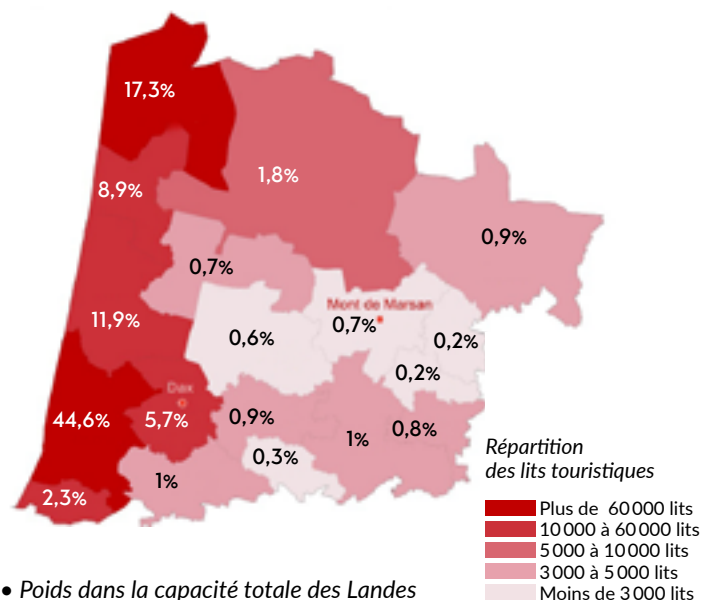 17,3%
1,8%
8,9%
0,9%
0,7%
Mont de Marsan
11,9%
0,6%
0,7%
0,2%
0,2%
Dax
44,6%
5,7%
0,9%
1%
0,8%
0,3%
1%
2,3%
Répartition
des lits touristiques
Plus de 60 000 lits
10 000 à 60 000 lits
5 000 à 10 000 lits
3 000 à 5 000 lits
Moins de 3 000 lits
• Poids dans la capacité totale des Landes